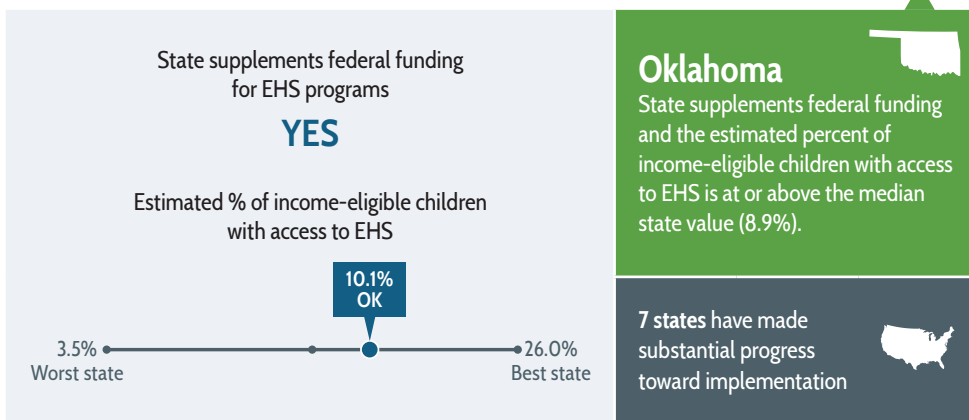 State supplements federal funding
for EHS programs
YES
Estimated % of income-eligible children
with access to EHS
10.1%
OK
3.5%
26.0%
Worst state
Best state
Oklahoma
State supplements federal funding
and the estimated percent of
income-eligible children with access
to EHS is at or above the median
state value (8.9%).
7 states have made
substantial progress
toward implementation